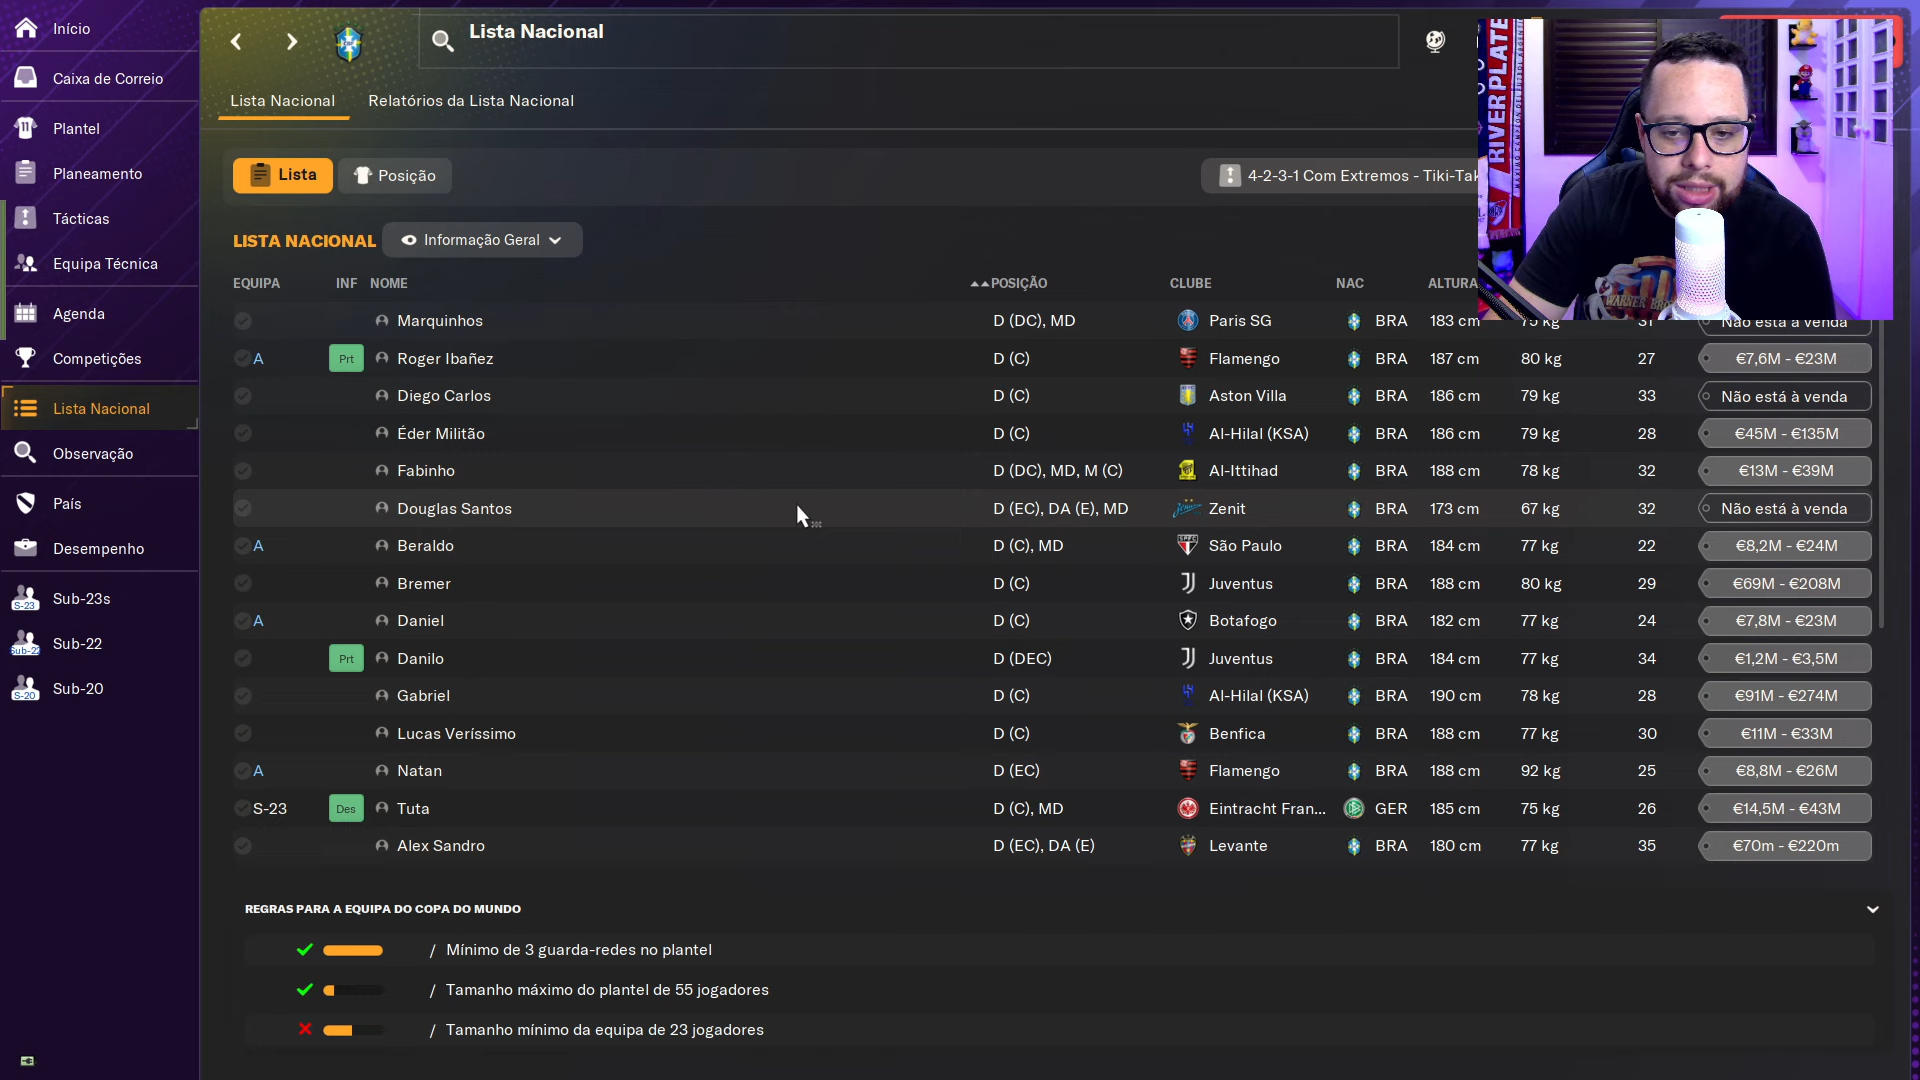 Início
Caixa de Correio
Plantel
Planeamento
Tácticas
Equipa Técnica
Agenda
Competições
Lista Nacional
Observação
País
Desempenho
S-23 Sub-23s
Sub-22 Sub-22
S-20 Sub-20
Lista Nacional
Lista Nacional Relatórios da Lista Nacional
Lista Posição
4-2-3-1 Com Extremos - Tiki-Tak
LISTA NACIONAL Informação Geral
EQUIPA INF NOME POSIÇÃO CLUBE NAC ALTURA
Marquinhos D (DC), MD Paris SG BRA 183 cm 75 kg 31 Não está à venda
A Prt Roger Ibañez D (C) Flamengo BRA 187 cm 80 kg 27 €7,6M - €23M
Diego Carlos D (C) Aston Villa BRA 186 cm 79 kg 33 Não está à venda
Éder Militão D (C) Al-Hilal (KSA) BRA 186 cm 79 kg 28 €45M - €135M
Fabinho D (DC), MD, M (C) Al-Ittihad BRA 188 cm 78 kg 32 €13M - €39M
Douglas Santos D (EC), DA (E), MD Zenit BRA 173 cm 67 kg 32 Não está à venda
A Beraldo D (C), MD São Paulo BRA 184 cm 77 kg 22 €8,2M - €24M
Bremer D (C) Juventus BRA 188 cm 80 kg 29 €69M - €208M
A Daniel D (C) Botafogo BRA 182 cm 77 kg 24 €7,8M - €23M
Prt Danilo D (DEC) Juventus BRA 184 cm 77 kg 34 €1,2M - €3,5M
Gabriel D (C) Al-Hilal (KSA) BRA 190 cm 78 kg 28 €91M - €274M
Lucas Veríssimo D (C) Benfica BRA 188 cm 77 kg 30 €11M - €33M
A Natan D (EC) Flamengo BRA 188 cm 92 kg 25 €8,8M - €26M
S-23 Des Tuta D (C), MD Eintracht Fran... GER 185 cm 75 kg 26 €14,5M - €43M
Alex Sandro D (EC), DA (E) Levante BRA 180 cm 77 kg 35 €70m - €220m
REGRAS PARA A EQUIPA DO COPA DO MUNDO
/ Mínimo de 3 guarda-redes no plantel
/ Tamanho máximo do plantel de 55 jogadores
/ Tamanho mínimo da equipa de 23 jogadores
RIVER PLATE
WARNER BRO